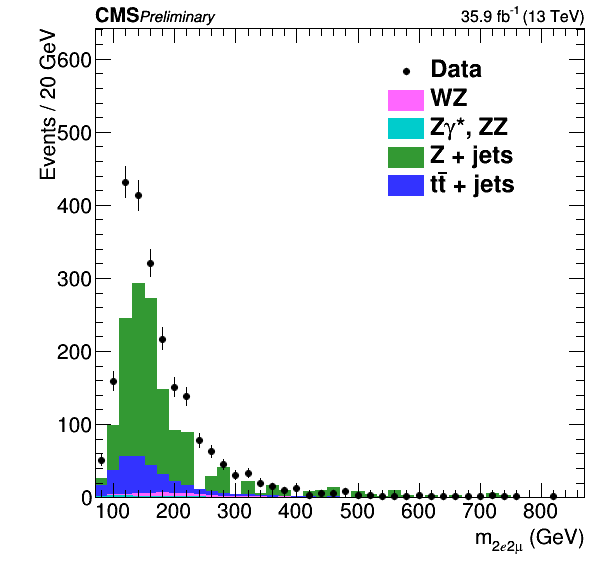 CMS Preliminary 35.9 fb⁻¹ (13 TeV)
Events / 20 GeV
600
500
400
300
200
100
0
Data
WZ
Zγ*, ZZ
Z + jets
tt̄ + jets
100 200 300 400 500 600 700 800
m₂ₑ₂μ (GeV)